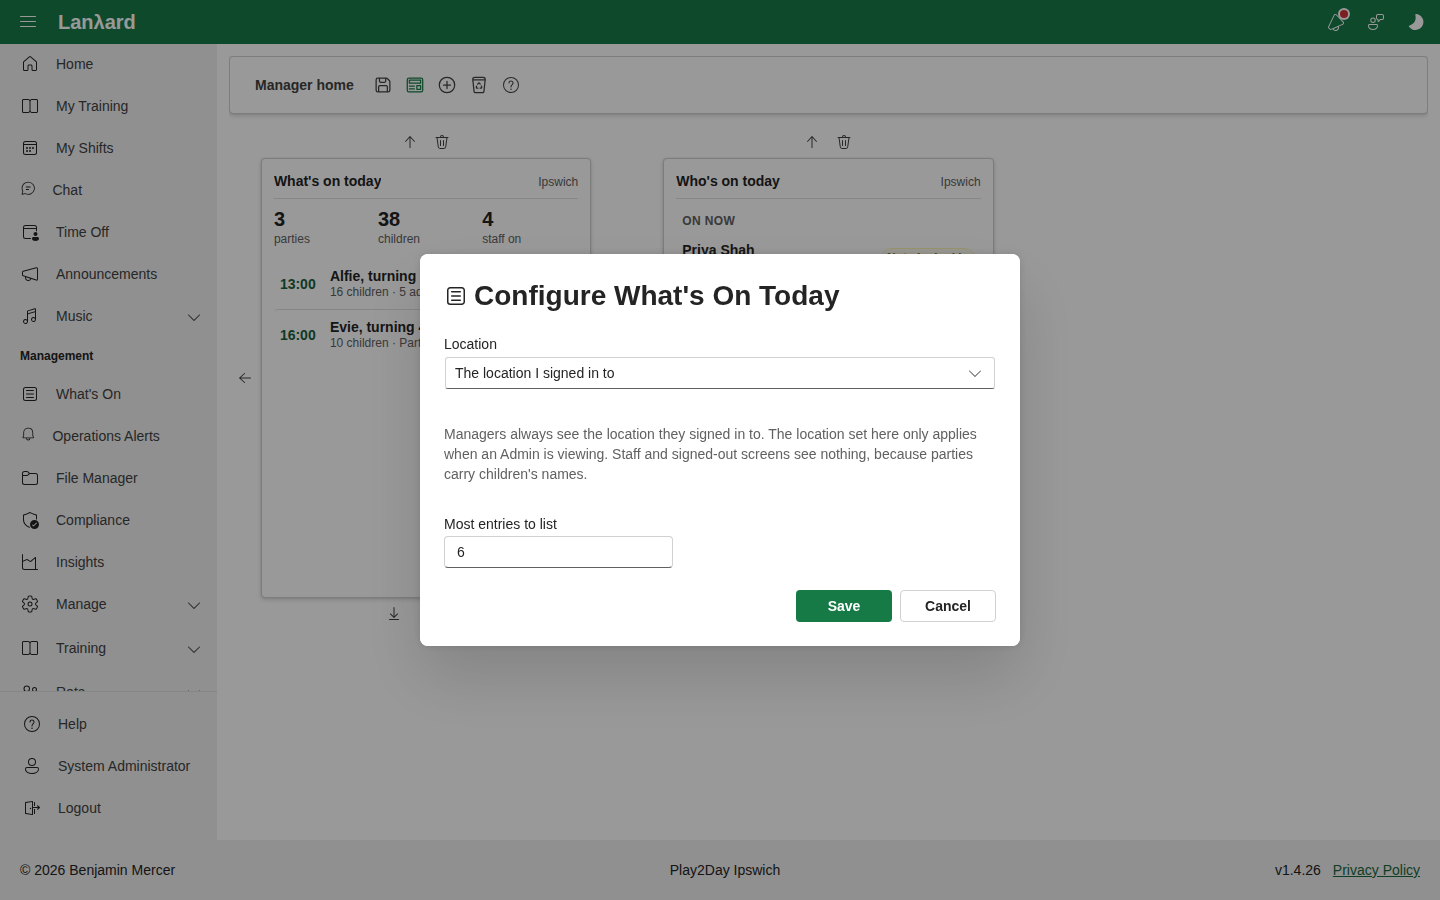 Lanλard
Home
My Training
My Shifts
Chat
Time Off
Announcements
Music
Management
What's On
Operations Alerts
File Manager
Compliance
Insights
Manage
Training
Rota
Help
System Administrator
Logout
Manager home
What's on today
Ipswich
3
38
4
parties
children
staff on
13:00
Alfie, turning
16 children · 5
16:00
Evie, turning
10 children ·
Who's on today
Ipswich
ON NOW
Priya Shah
Configure What's On Today
Location
The location I signed in to
Managers always see the location they signed in to. The location set here only applies
when an Admin is viewing. Staff and signed-out screens see nothing, because parties
carry children's names.
Most entries to list
6
Save
Cancel
© 2026 Benjamin Mercer
Play2Day Ipswich
v1.4.26
Privacy Policy